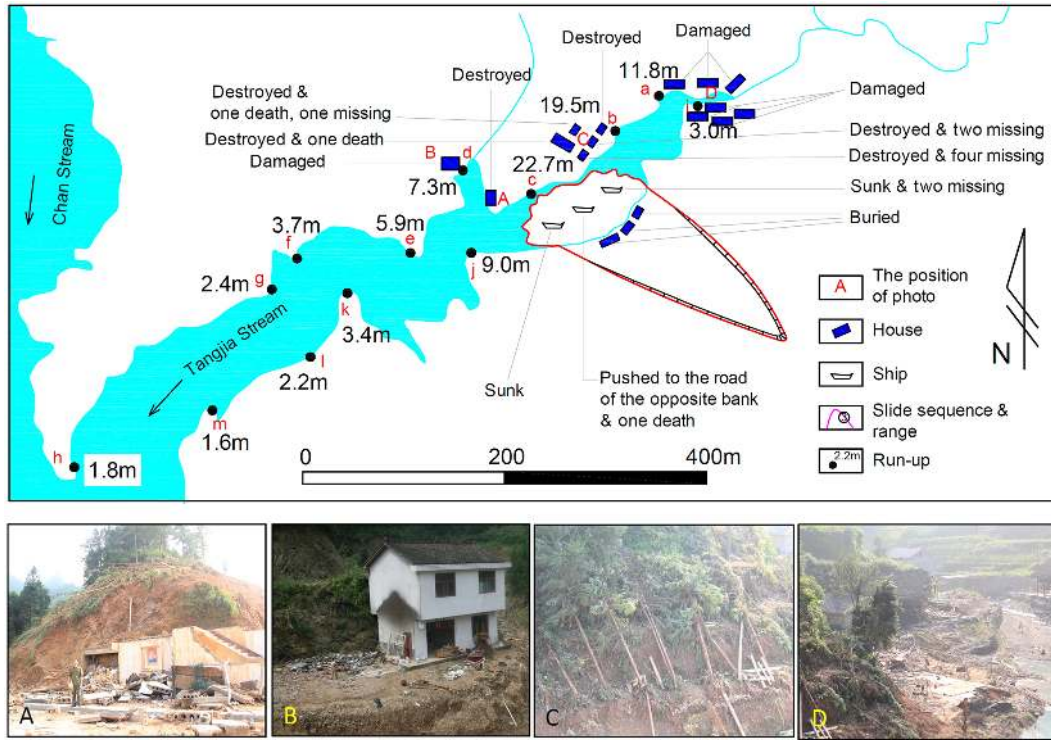 Damaged
Destroyed
11.8m
Destroyed
a
D
Damaged
Destroyed &
one death, one missing
19.5m
b
3.0m
Destroyed & one death
C
Destroyed & two missing
Damaged
B
d
22.7m
Destroyed & four missing
7.3m
A
c
Sunk & two missing
Chan Stream
3.7m
5.9m
Buried
f
e
j
9.0m
2.4m
g
k
3.4m
Tangjia Stream
2.2m
l
Sunk
Pushed to the road
of the opposite bank
& one death
m
1.6m
h
1.8m
0
200
400m
A
The position
of photo
House
Ship
Slide sequence &
range
2.2m
Run-up
N
A
B
C
D